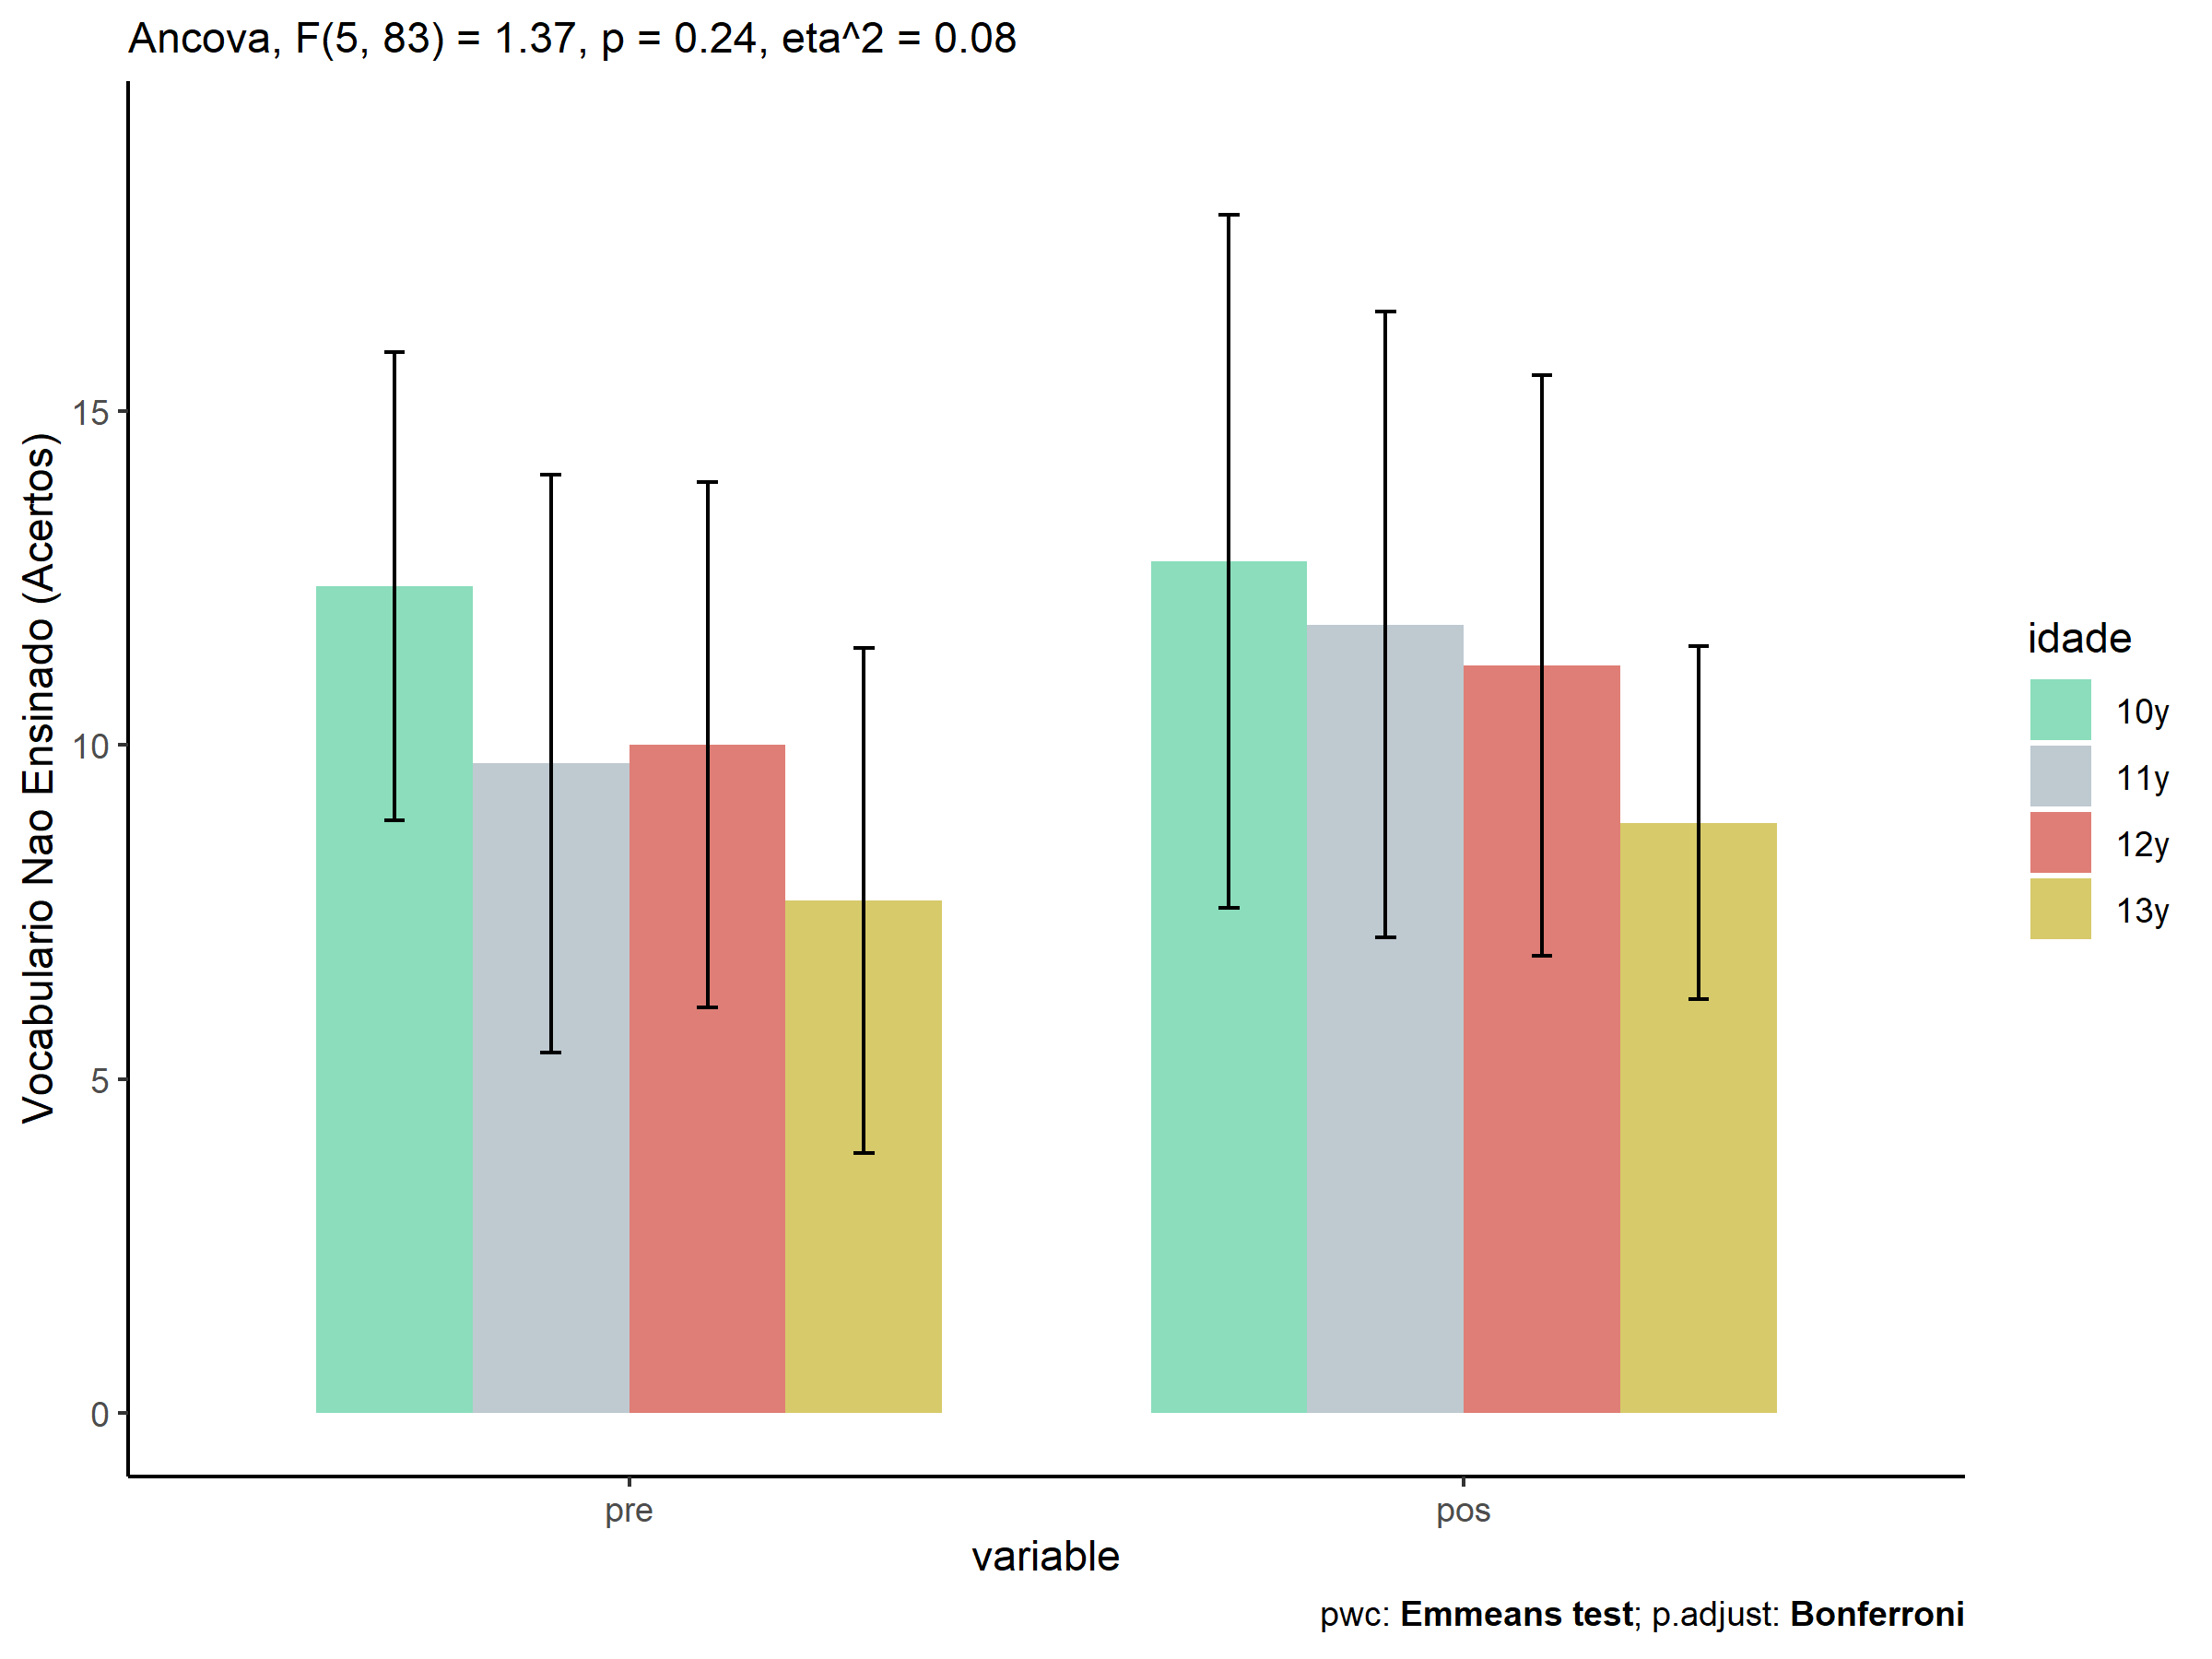 Ancova, F(5, 83) = 1.37, p = 0.24, eta^2 = 0.08
Vocabulario Nao Ensinado (Acertos)
15
10
5
0
pre
pos
variable
idade
10y
11y
12y
13y
pwc: Emmeans test; p.adjust: Bonferroni